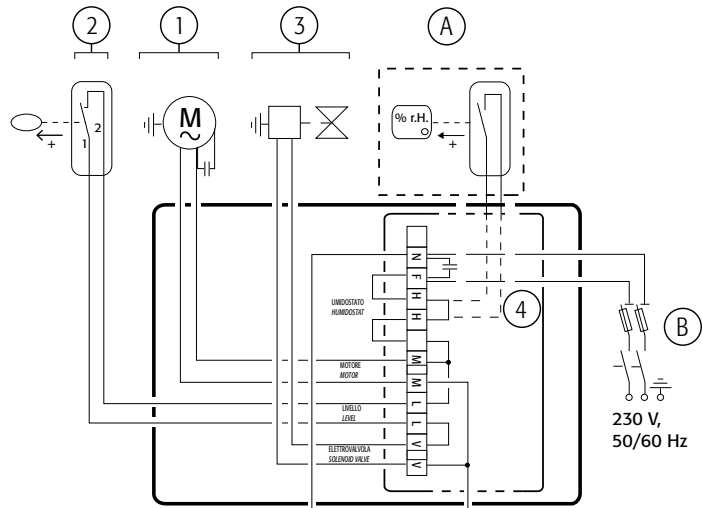 2
1
3
A
M
~
% r.H.
1
2
+
+
N
F
H
H
M
M
L
L
V
V
UMIDOSTATO
HUMIDOSTAT
MOTORE
MOTOR
LIVELLO
LEVEL
ELETTROVALVOLA
SOLENOID VALVE
4
B
230 V,
50/60 Hz